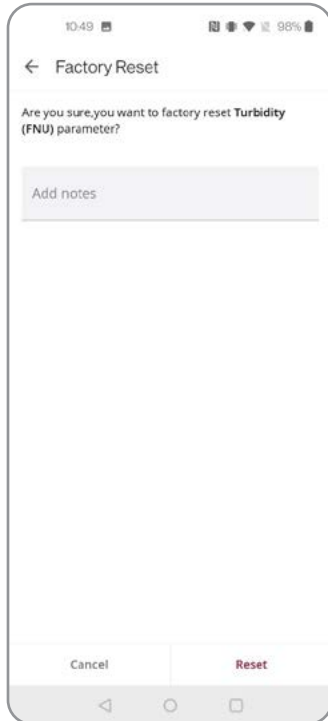 10:49 98%
Factory Reset
Are you sure,you want to factory reset Turbidity
(FNU) parameter?
Add notes
Cancel Reset